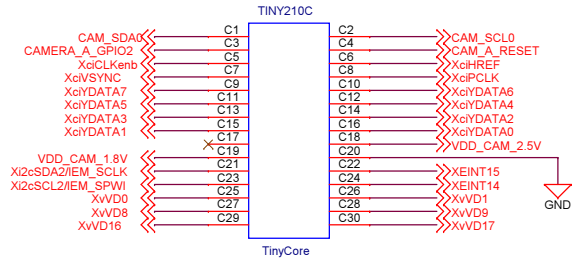 TINY210C
CAM_SDA0 C1 C2 CAM_SCL0
CAMERA_A_GPIO2 C3 C4 CAM_A_RESET
XciCLKenb C5 C6 XciHREF
XciVSYNC C7 C8 XciPCLK
XciYDATA7 C9 C10 XciYDATA6
XciYDATA5 C11 C12 XciYDATA4
XciYDATA3 C13 C14 XciYDATA2
XciYDATA1 C15 C16 XciYDATA0
C17 C18 VDD_CAM_2.5V
VDD_CAM_1.8V C19 C20
Xi2cSDA2/IEM_SCLK C21 C22 XEINT15
Xi2cSCL2/IEM_SPWI C23 C24 XEINT14
XvVD0 C25 C26 XvVD1
XvVD8 C27 C28 XvVD9
XvVD16 C29 C30 XvVD17
GND
TinyCore